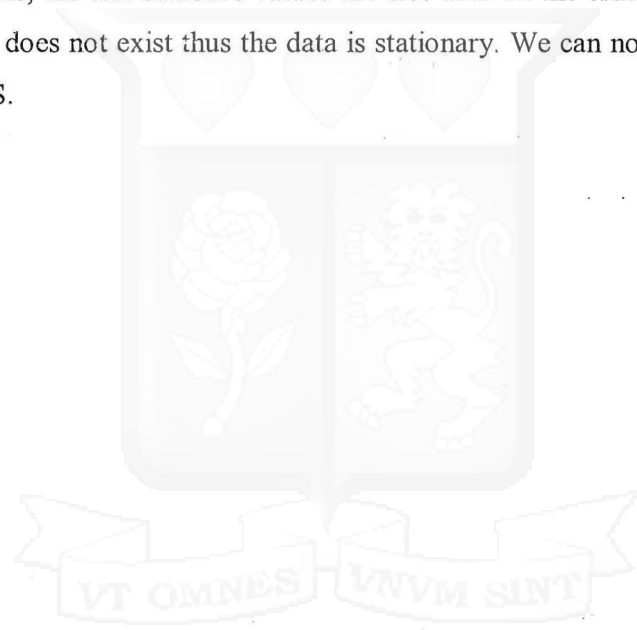 does not exist thus the data is stationary. We can no
S.
VT OMNES VNVM SINT